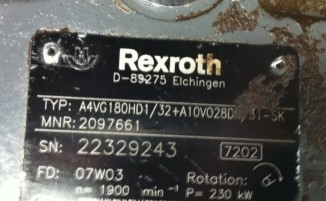 Rexroth
D-89275 Elchingen
TYP: A4VG180HD1/32+A10VO28D /31-SK
MNR: 2097661
SN: 22329243 7202
FD: 07W03 Rotation:
n= 1900 min⁻¹ P= 230 kW